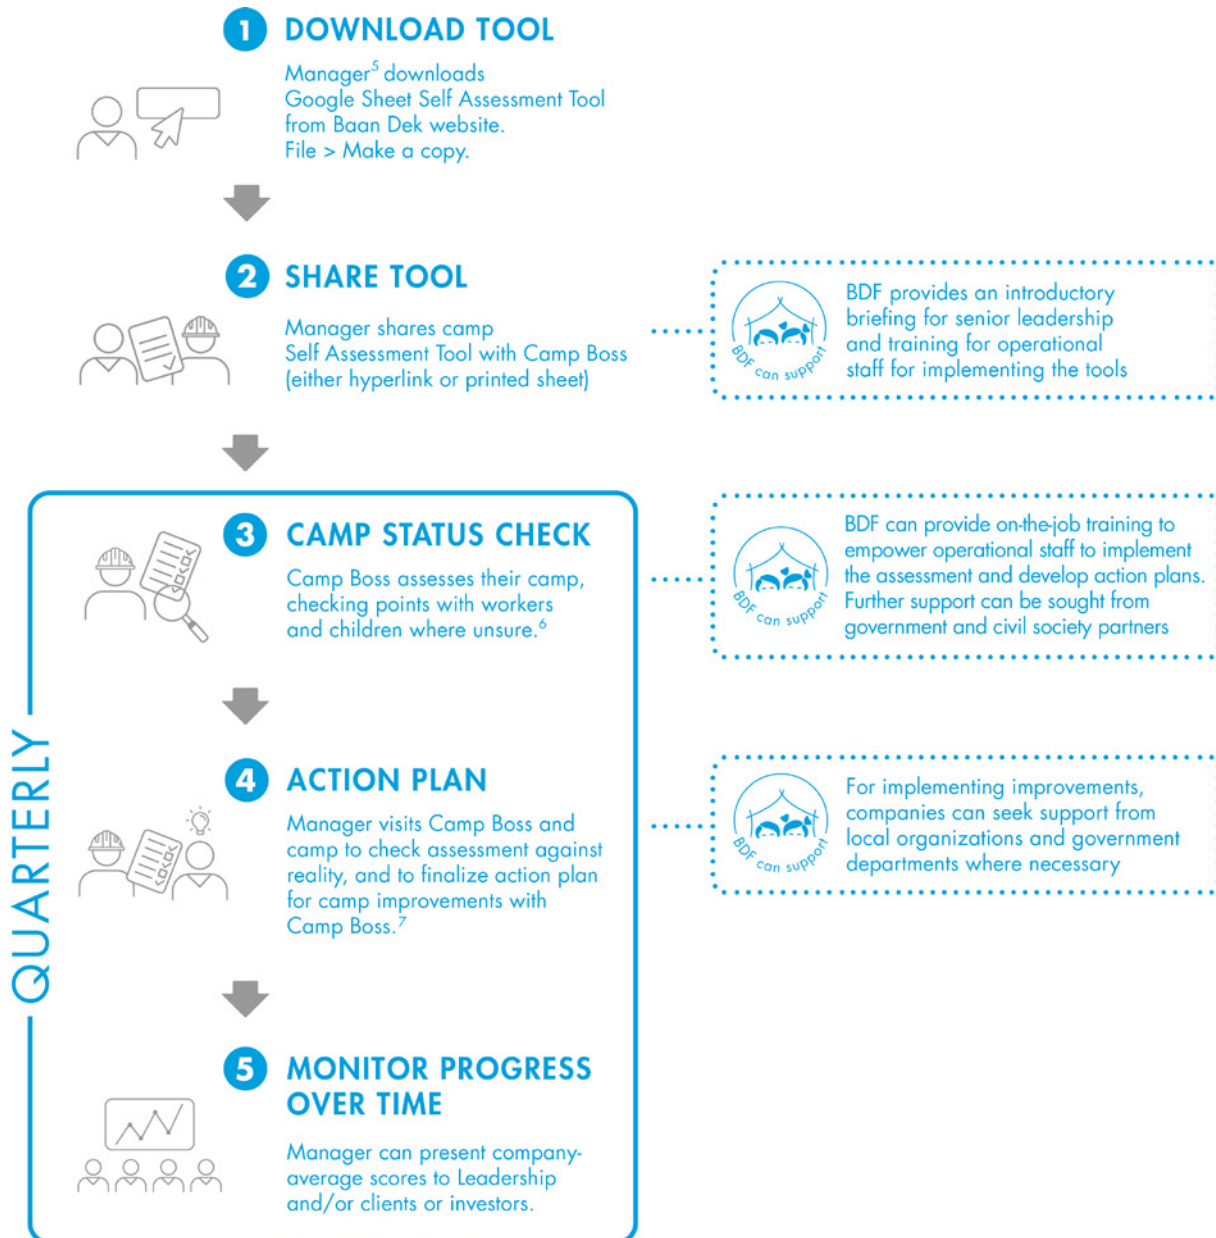 1 DOWNLOAD TOOL
Manager⁵ downloads
Google Sheet Self Assessment Tool
from Baan Dek website.
File > Make a copy.
2 SHARE TOOL
Manager shares camp
Self Assessment Tool with Camp Boss
(either hyperlink or printed sheet)
BDF can support
BDF provides an introductory
briefing for senior leadership
and training for operational
staff for implementing the tools
QUARTERLY
3 CAMP STATUS CHECK
Camp Boss assesses their camp,
checking points with workers
and children where unsure.⁶
BDF can support
BDF can provide on-the-job training to
empower operational staff to implement
the assessment and develop action plans.
Further support can be sought from
government and civil society partners
4 ACTION PLAN
Manager visits Camp Boss and
camp to check assessment against
reality, and to finalize action plan
for camp improvements with
Camp Boss.⁷
BDF can support
For implementing improvements,
companies can seek support from
local organizations and government
departments where necessary
5 MONITOR PROGRESS
OVER TIME
Manager can present company-
average scores to Leadership
and/or clients or investors.